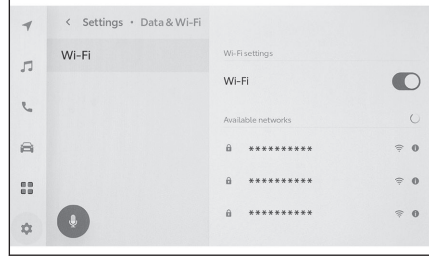 < Settings • Data & Wi-Fi
Wi-Fi
Wi-Fi settings
Wi-Fi
Available networks
**********
**********
**********